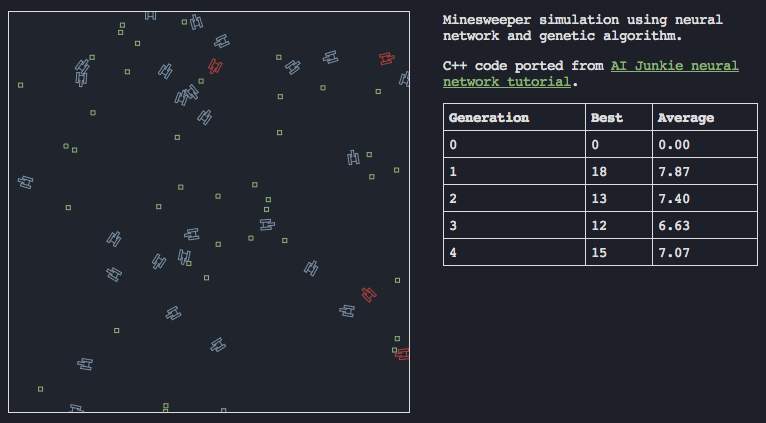 Minesweeper simulation using neural
network and genetic algorithm.
C++ code ported from AI Junkie neural
network tutorial.
Generation Best Average
0 0 0.00
1 18 7.87
2 13 7.40
3 12 6.63
4 15 7.07